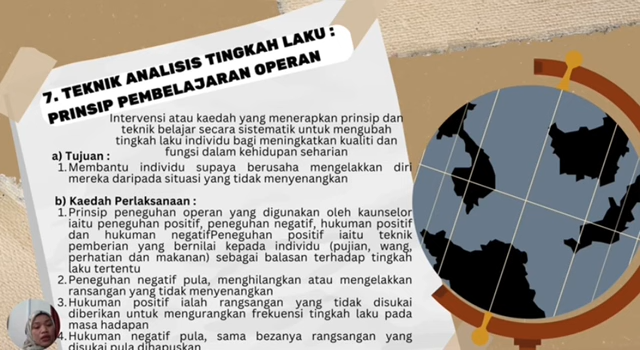 7. TEKNIK ANALISIS TINGKAH LAKU :
PRINSIP PEMBELAJARAN OPERAN
Intervensi atau kaedah yang menerapkan prinsip dan
teknik belajar secara sistematik untuk mengubah
tingkah laku individu bagi meningkatkan kualiti dan
fungsi dalam kehidupan seharian
a) Tujuan :
1. Membantu individu supaya berusaha mengelakkan diri
mereka daripada situasi yang tidak menyenangkan
b) Kaedah Perlaksanaan :
1. Prinsip peneguhan operan yang digunakan oleh kaunselor
iaitu peneguhan positif, peneguhan negatif, hukuman positif
dan hukuman negatifPeneguhan positif iaitu teknik
pemberian yang bernilai kepada individu (pujian, wang,
perhatian dan makanan) sebagai balasan terhadap tingkah
laku tertentu
2. Peneguhan negatif pula, menghilangkan atau mengelakkan
ransangan yang tidak menyenangkan
3. Hukuman positif ialah rangsangan yang tidak disukai
diberikan untuk mengurangkan frekuensi tingkah laku pada
masa hadapan
4. Hukuman negatif pula, sama bezanya rangsangan yang
disukai pula dihapuskan